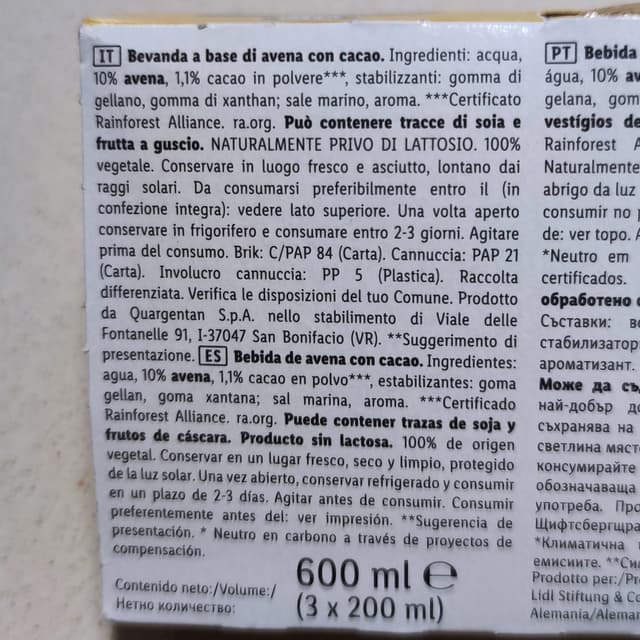 IT Bevanda a base di avena con cacao. Ingredienti: acqua,
10% avena, 1,1% cacao in polvere***, stabilizzanti: gomma di
gellano, gomma di xanthan; sale marino, aroma. ***Certificato
Rainforest Alliance. ra.org. Può contenere tracce di soia e
frutta a guscio. NATURALMENTE PRIVO DI LATTOSIO. 100%
vegetale. Conservare in luogo fresco e asciutto, lontano dai
raggi solari. Da consumarsi preferibilmente entro il (in
confezione integra): vedere lato superiore. Una volta aperto
conservare in frigorifero e consumare entro 2-3 giorni. Agitare
prima del consumo. Brik: C/PAP 84 (Carta). Cannuccia: PAP 21
(Carta). Involucro cannuccia: PP 5 (Plastica). Raccolta
differenziata. Verifica le disposizioni del tuo Comune. Prodotto
da Quargentan S.p.A. nello stabilimento di Viale delle
Fontanelle 91, I-37047 San Bonifacio (VR). **Suggerimento di
presentazione. ES Bebida de avena con cacao. Ingredientes:
agua, 10% avena, 1,1% cacao en polvo***, estabilizantes: goma
gellan, goma xantana; sal marina, aroma. ***Certificado
Rainforest Alliance. ra.org. Puede contener trazas de soja y
frutos de cáscara. Producto sin lactosa. 100% de origen
vegetal. Conservar en un lugar fresco, seco y limpio, protegido
de la luz solar. Una vez abierto, conservar refrigerado y consumir
en un plazo de 2-3 días. Agitar antes de consumir. Consumir
preferentemente antes del: ver impresión. **Sugerencia de
presentación. * Neutro en carbono a través de proyectos de
compensación.
Contenido neto:/Volume:/
Нетно количество:
600 ml ℮
(3 x 200 ml)
PT Bebida
água, 10%
gelana,
vestígios de
Rainforest
Naturalmente
abrigo da luz
consumir no
de: ver topo.
*Neutro em
certificados.
обработено
Съставки:
стабилизатор
ароматизант.
Може да
най-добър
съхранява на
светлина
консумирайте
обозначаваща
употреба.
*Климатична
емисиите.
Prodotto per:
Lidl Stiftung & Co
Alemania/